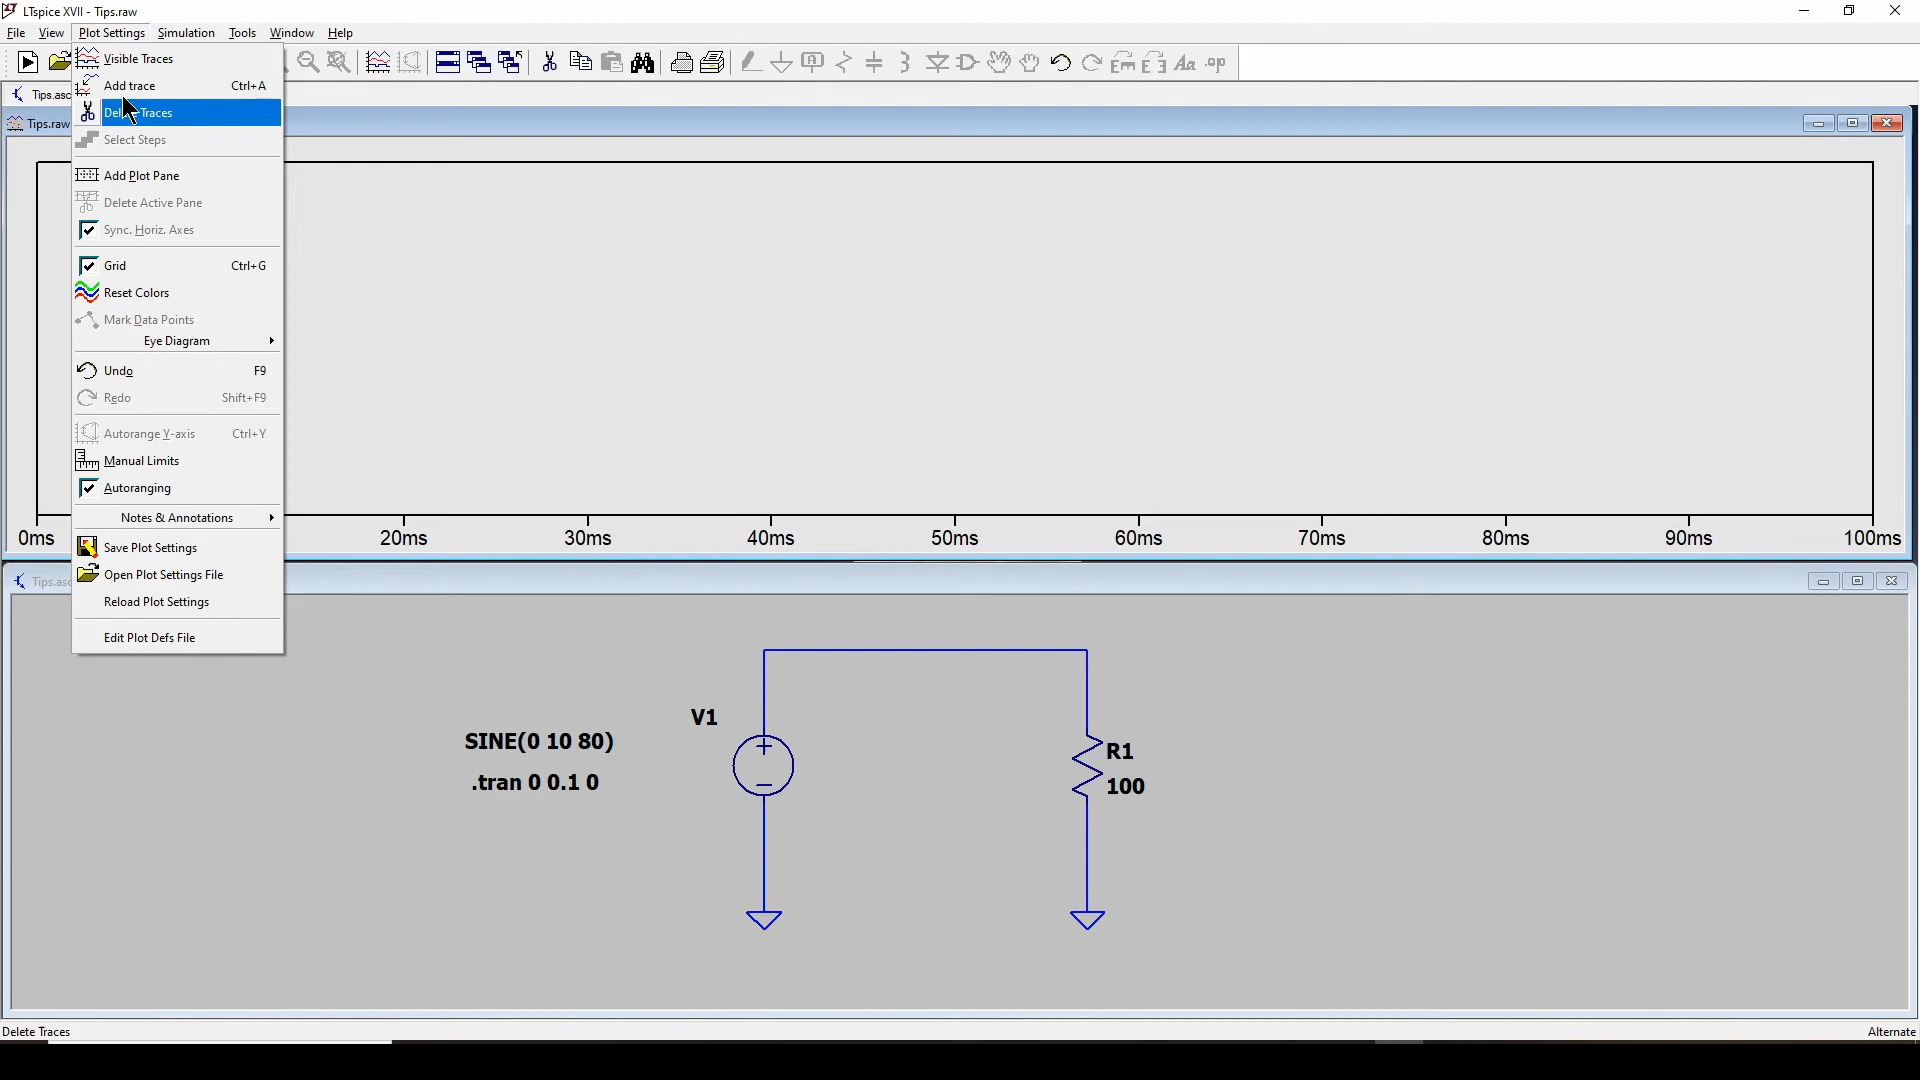 LTspice XVII - Tips.raw
File View Plot Settings Simulation Tools Window Help
Visible Traces
Add trace Ctrl+A
Delete Traces
Select Steps
Add Plot Pane
Delete Active Pane
Sync. Horiz. Axes
Grid Ctrl+G
Reset Colors
Mark Data Points
Eye Diagram
Undo F9
Redo Shift+F9
Autorange Y-axis Ctrl+Y
Manual Limits
Autoranging
Notes & Annotations
Save Plot Settings
Open Plot Settings File
Reload Plot Settings
Edit Plot Defs File
Aa .op
Tips.asc
Tips.raw
0ms 20ms 30ms 40ms 50ms 60ms 70ms 80ms 90ms 100ms
Tips.asc
V1
SINE(0 10 80)
.tran 0 0.1 0
R1
100
Delete Traces Alternate